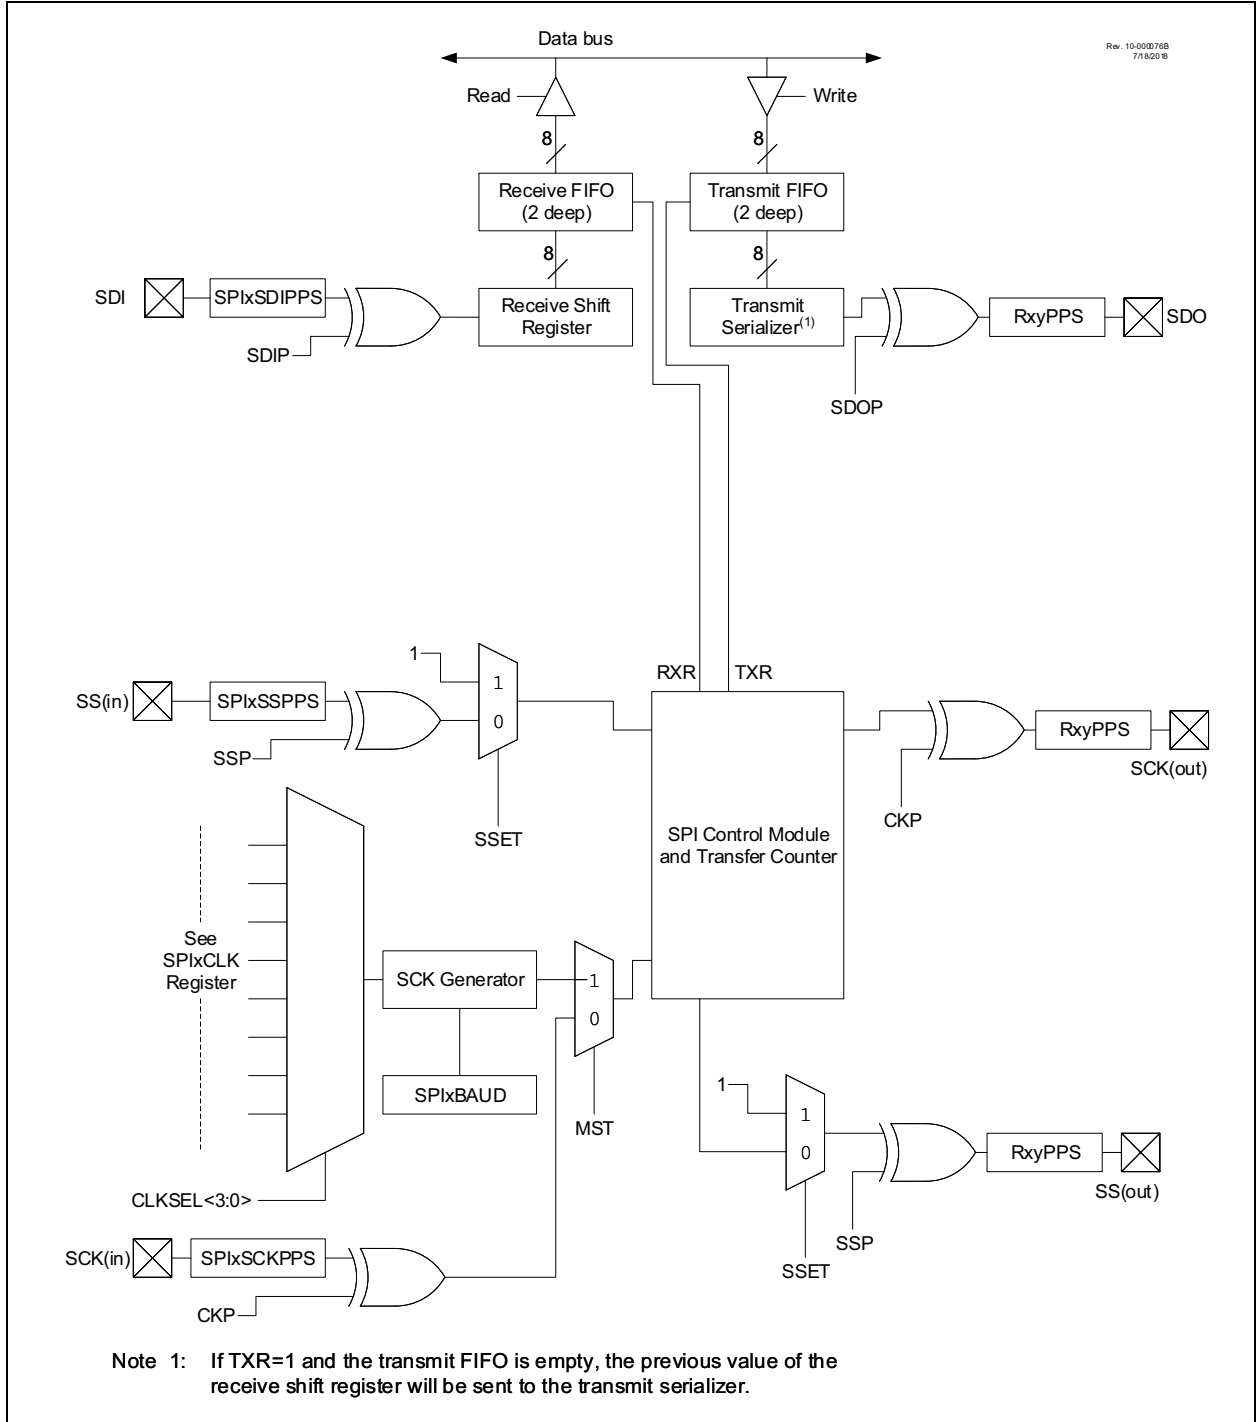 Data bus
Rev. 10-000076B
7/18/2018
Read
Write
8
8
Receive FIFO
(2 deep)
Transmit FIFO
(2 deep)
8
8
SDI
SPIxSDIPPS
Receive Shift
Register
Transmit
Serializer(1)
RxyPPS
SDO
SDIP
SDOP
RXR
TXR
1
1
0
SS(in)
SPIxSSPPS
SSP
SSET
RxyPPS
SCK(out)
CKP
SPI Control Module
and Transfer Counter
See
SPIxCLK
Register
SCK Generator
1
0
SPIxBAUD
MST
1
1
0
RxyPPS
SS(out)
SSP
SSET
CLKSEL<3:0>
SCK(in)
SPIxSCKPPS
CKP
Note 1: If TXR=1 and the transmit FIFO is empty, the previous value of the
receive shift register will be sent to the transmit serializer.